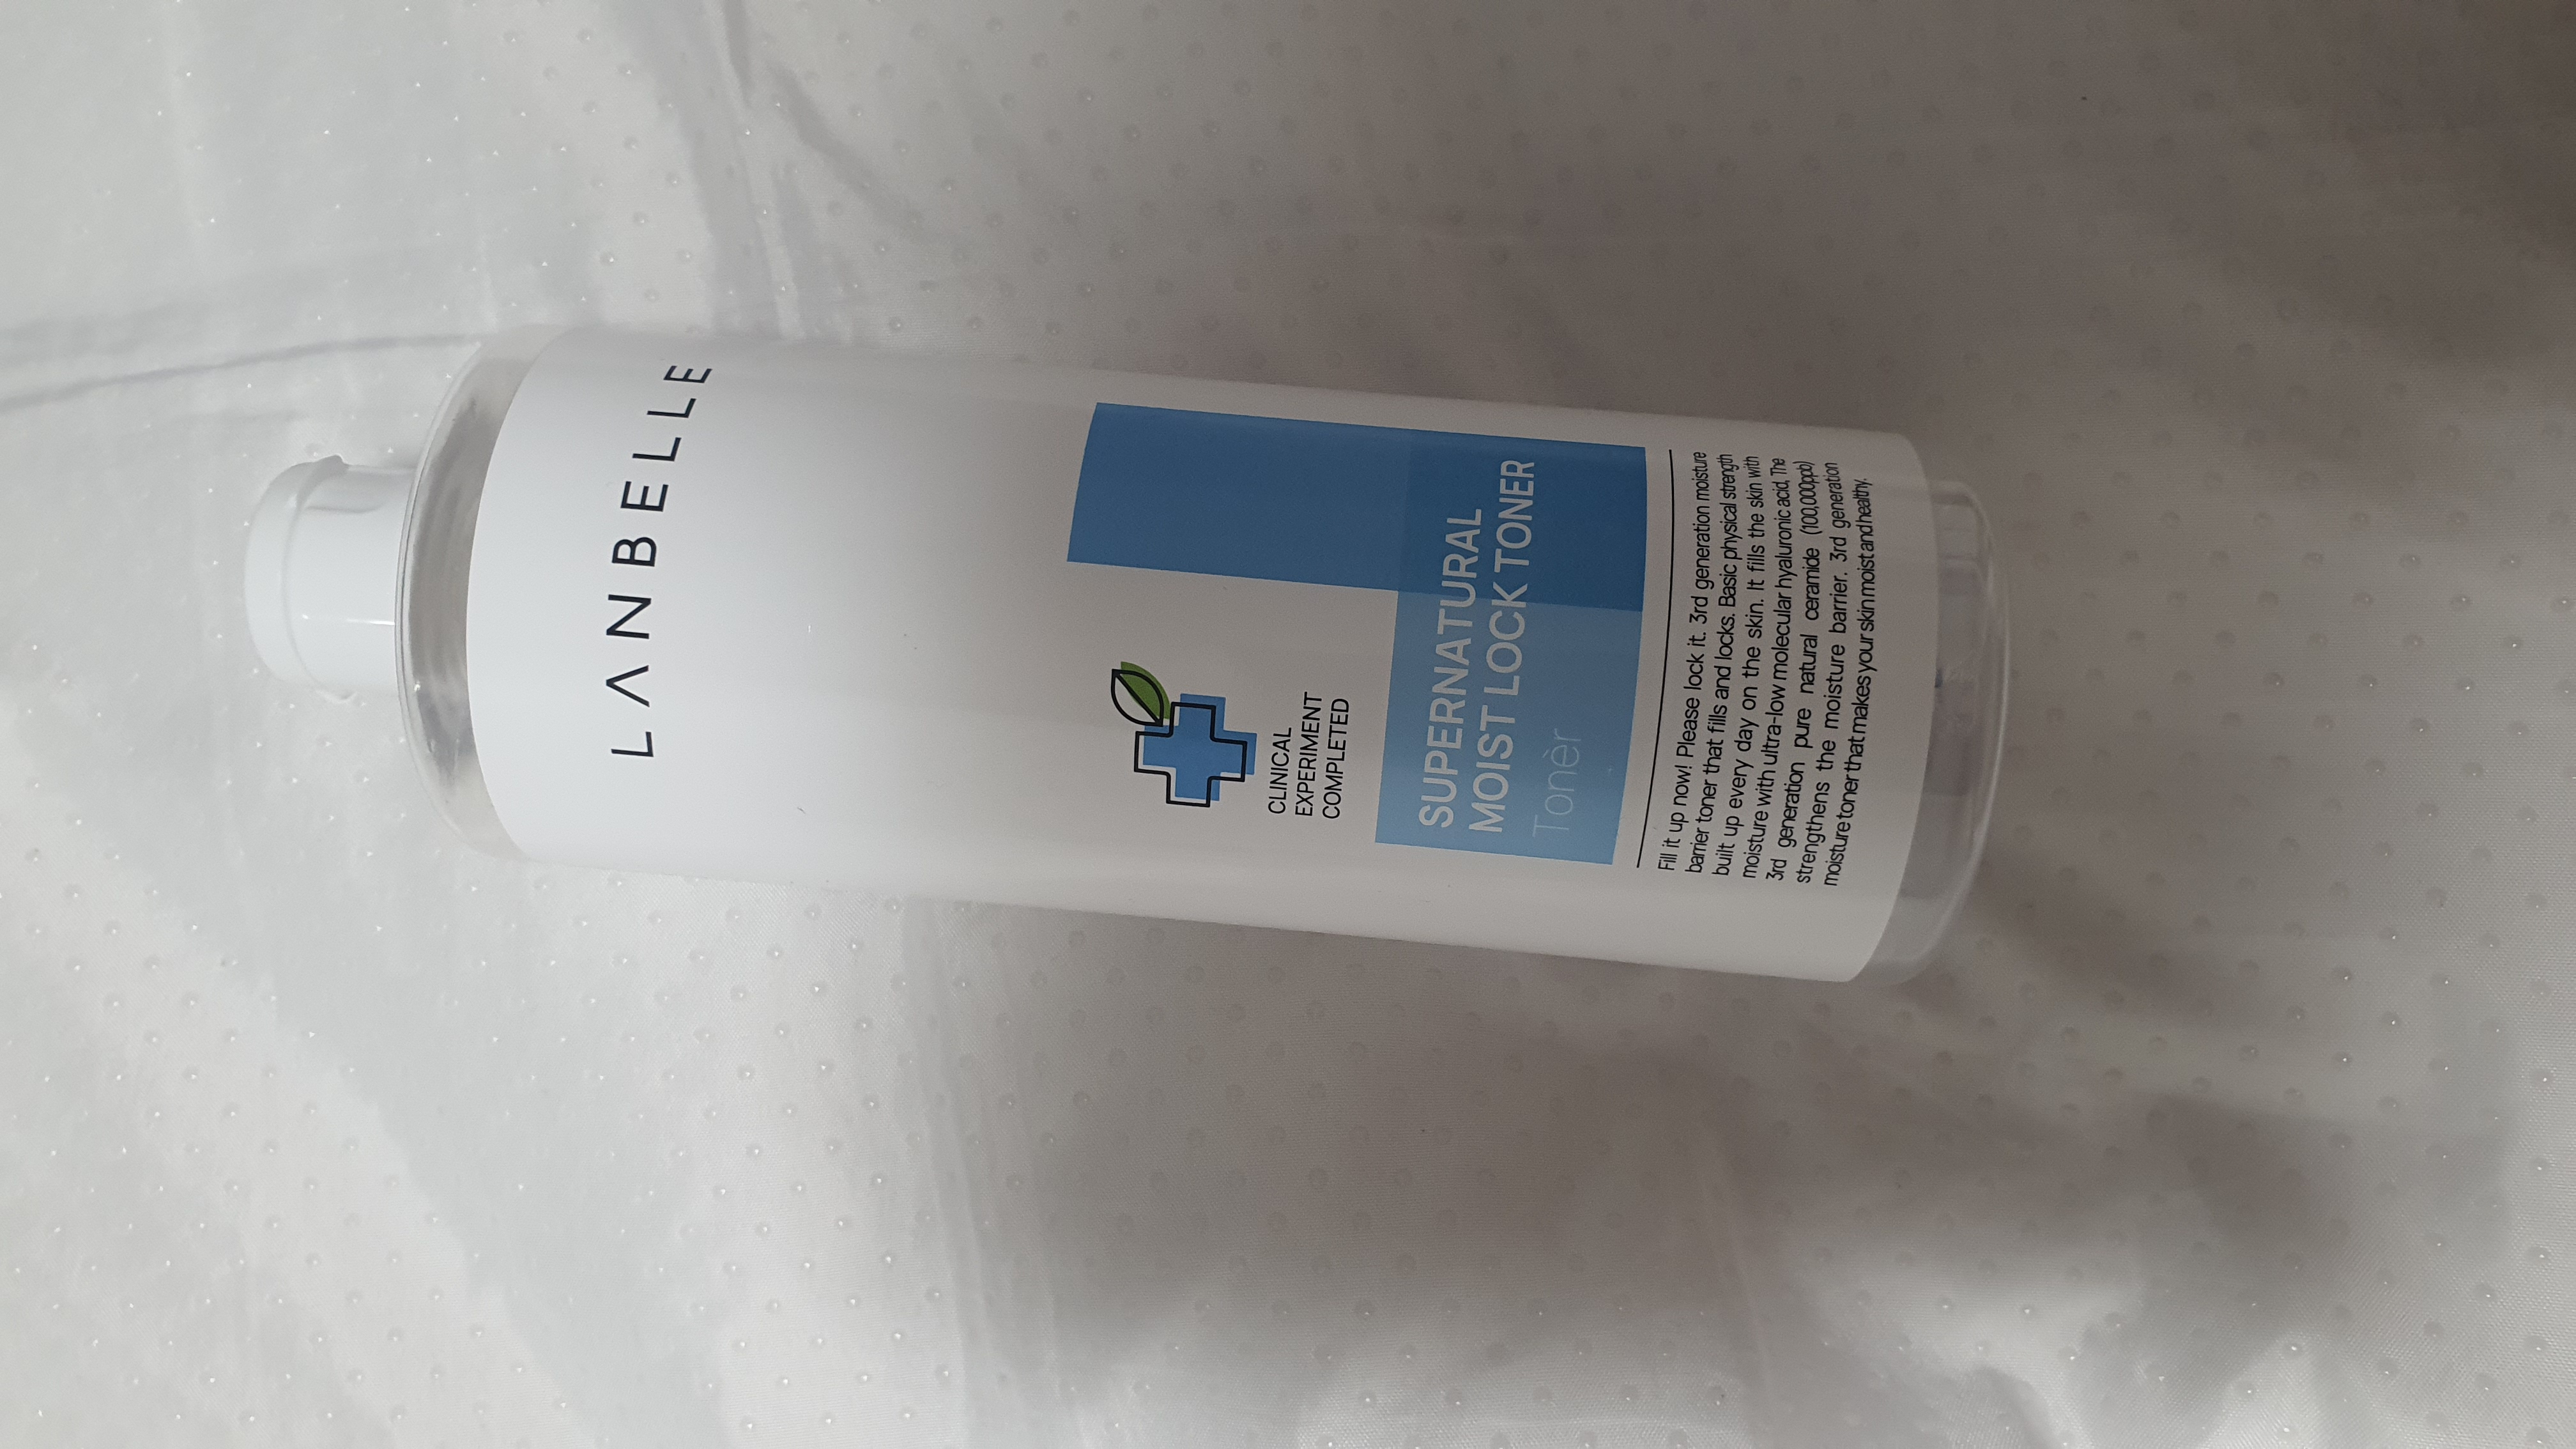 LANBELLE
CLINICAL
EXPERIMENT
COMPLETED
SUPERNATURAL
MOIST LOCK TONER
Tonèr
Fill it up now! Please lock it. 3rd generation moisture
barrier toner that fills and locks. Basic physical strength
built up every day on the skin. It fills the skin with
moisture with ultra-low molecular hyaluronic acid, The
3rd generation pure natural ceramide (100,000ppb)
strengthens the moisture barrier. 3rd generation
moisture toner that makes your skin moist and healthy.